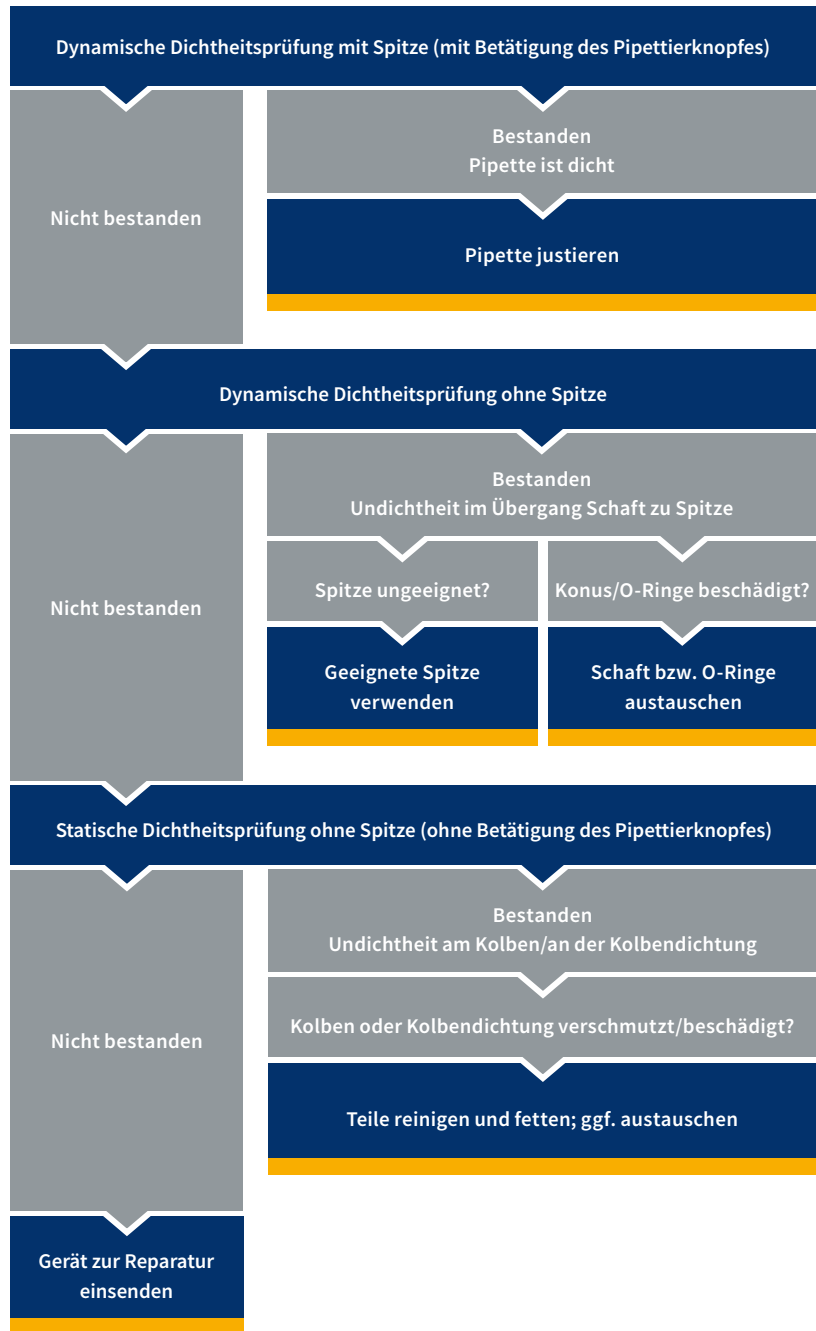 Dynamische Dichtheitsprüfung mit Spitze (mit Betätigung des Pipettierknopfes)
Nicht bestanden
Bestanden
Pipette ist dicht
Pipette justieren
Dynamische Dichtheitsprüfung ohne Spitze
Nicht bestanden
Bestanden
Undichtheit im Übergang Schaft zu Spitze
Spitze ungeeignet?
Konus/O-Ringe beschädigt?
Geeignete Spitze
verwenden
Schaft bzw. O-Ringe
austauschen
Statische Dichtheitsprüfung ohne Spitze (ohne Betätigung des Pipettierknopfes)
Nicht bestanden
Bestanden
Undichtheit am Kolben/an der Kolbendichtung
Kolben oder Kolbendichtung verschmutzt/beschädigt?
Teile reinigen und fetten; ggf. austauschen
Gerät zur Reparatur
einsenden